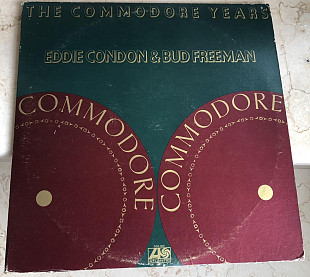 THE COMMODORE YEARS
EDDIE CONDON & BUD FREEMAN
COMMODORE
COMMODORE